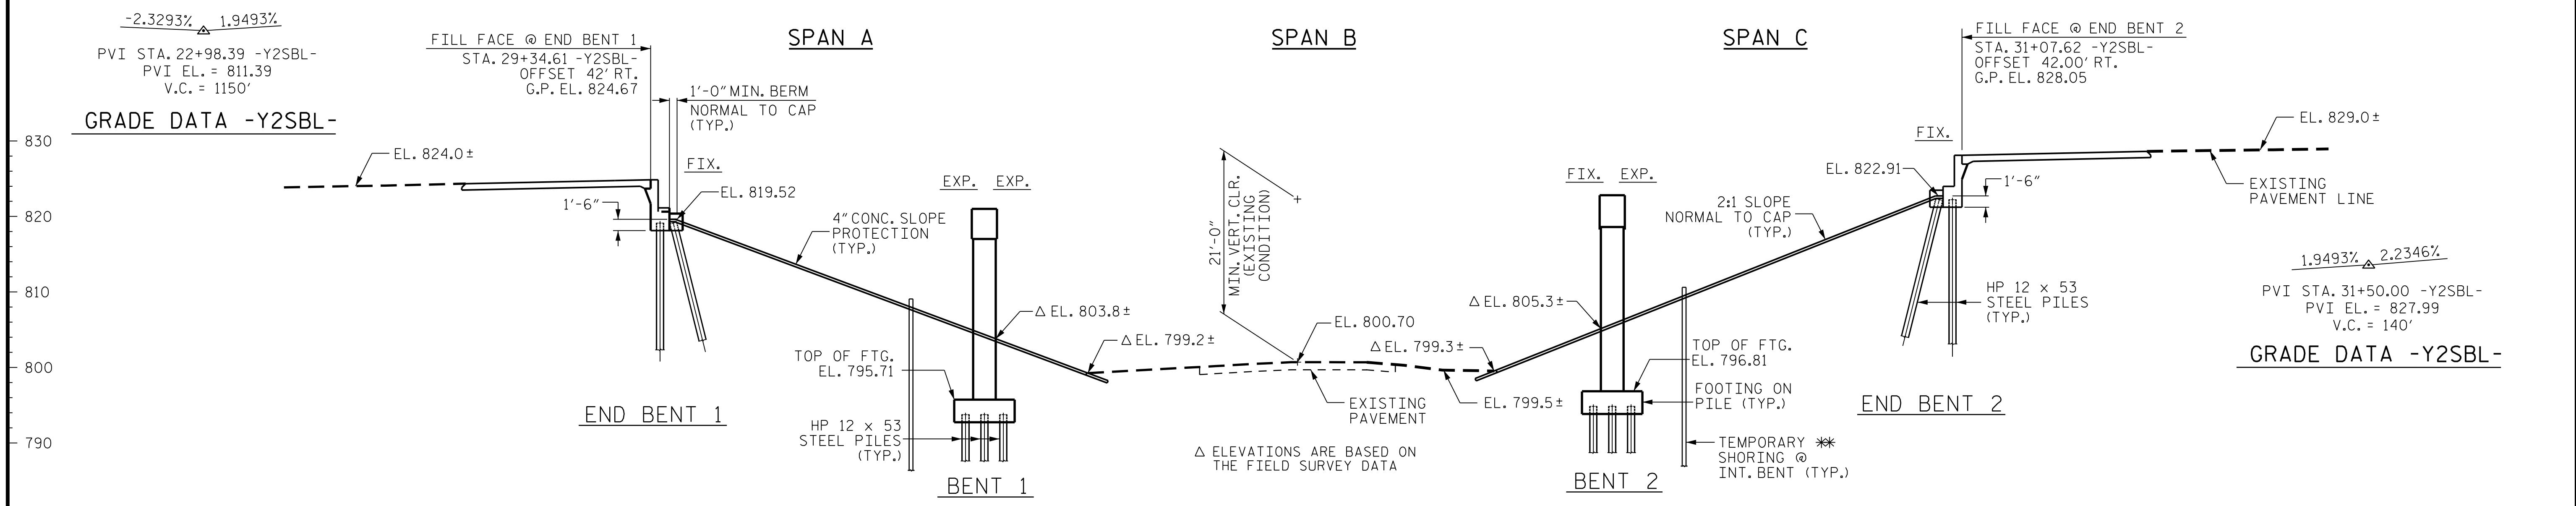 -2.3293% 1.9493%
PVI STA. 22+98.39 -Y2SBL-
PVI EL. = 811.39
V.C. = 1150'
GRADE DATA -Y2SBL-
FILL FACE @ END BENT 1
STA. 29+34.61 -Y2SBL-
OFFSET 42' RT.
G.P. EL. 824.67
1'-0" MIN. BERM
NORMAL TO CAP
(TYP.)
SPAN A
SPAN B
SPAN C
FILL FACE @ END BENT 2
STA. 31+07.62 -Y2SBL-
OFFSET 42.00' RT.
G.P. EL. 828.05
830
820
810
800
790
EL. 824.0±
FIX.
EL. 819.52
1'-6"
4" CONC. SLOPE
PROTECTION
(TYP.)
EXP. EXP.
△ EL. 803.8±
△ EL. 799.2±
TOP OF FTG.
EL. 795.71
HP 12 x 53
STEEL PILES
(TYP.)
END BENT 1
BENT 1
21'-0"
MIN. VERT. CLR.
(EXISTING
CONDITION)
EL. 800.70
EXISTING
PAVEMENT
△ ELEVATIONS ARE BASED ON
THE FIELD SURVEY DATA
△ EL. 799.3±
EL. 799.5±
△ EL. 805.3±
FIX. EXP.
2:1 SLOPE
NORMAL TO CAP
(TYP.)
TOP OF FTG.
EL. 796.81
FOOTING ON
PILE (TYP.)
TEMPORARY **
SHORING @
INT. BENT (TYP.)
BENT 2
FIX.
EL. 822.91
1'-6"
HP 12 x 53
STEEL PILES
(TYP.)
END BENT 2
EL. 829.0±
EXISTING
PAVEMENT LINE
1.9493% 2.2346%
PVI STA. 31+50.00 -Y2SBL-
PVI EL. = 827.99
V.C. = 140'
GRADE DATA -Y2SBL-